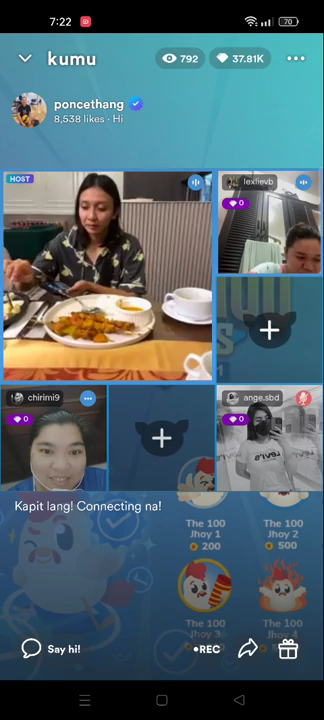 7:22
70
kumu
792
37.81K
poncethang
8,538 likes · Hi
HOST
lexlievb
0
chirimi9
0
ange.sbd
0
Kapit lang! Connecting na!
The 100
Jhoy 1
200
The 100
Jhoy 2
500
The 100
Jhoy 3
The 100
Jhoy 4
Say hi!
REC